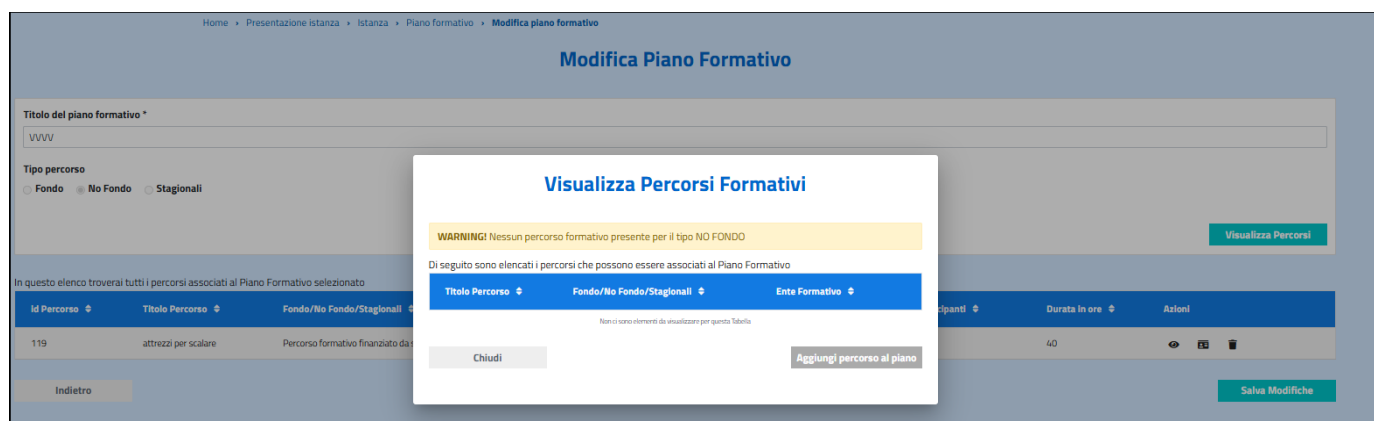 Home › Presentazione istanza › Istanza › Piano formativo › Modifica piano formativo
Modifica Piano Formativo
Titolo del piano formativo *
VVVV
Tipo percorso
Fondo No Fondo Stagionali
Visualizza Percorsi
In questo elenco troverai tutti i percorsi associati al Piano Formativo selezionato
Id Percorso Titolo Percorso Fondo/No Fondo/Stagionali Durata in ore Azioni
119 attrezzi per scalare Percorso formativo finanziato da 40
Indietro Salva Modifiche
Visualizza Percorsi Formativi
WARNING! Nessun percorso formativo presente per il tipo NO FONDO
Di seguito sono elencati i percorsi che possono essere associati al Piano Formativo
Titolo Percorso Fondo/No Fondo/Stagionali Ente Formativo
Non ci sono elementi da visualizzare per questa Tabella
Chiudi Aggiungi percorso al piano